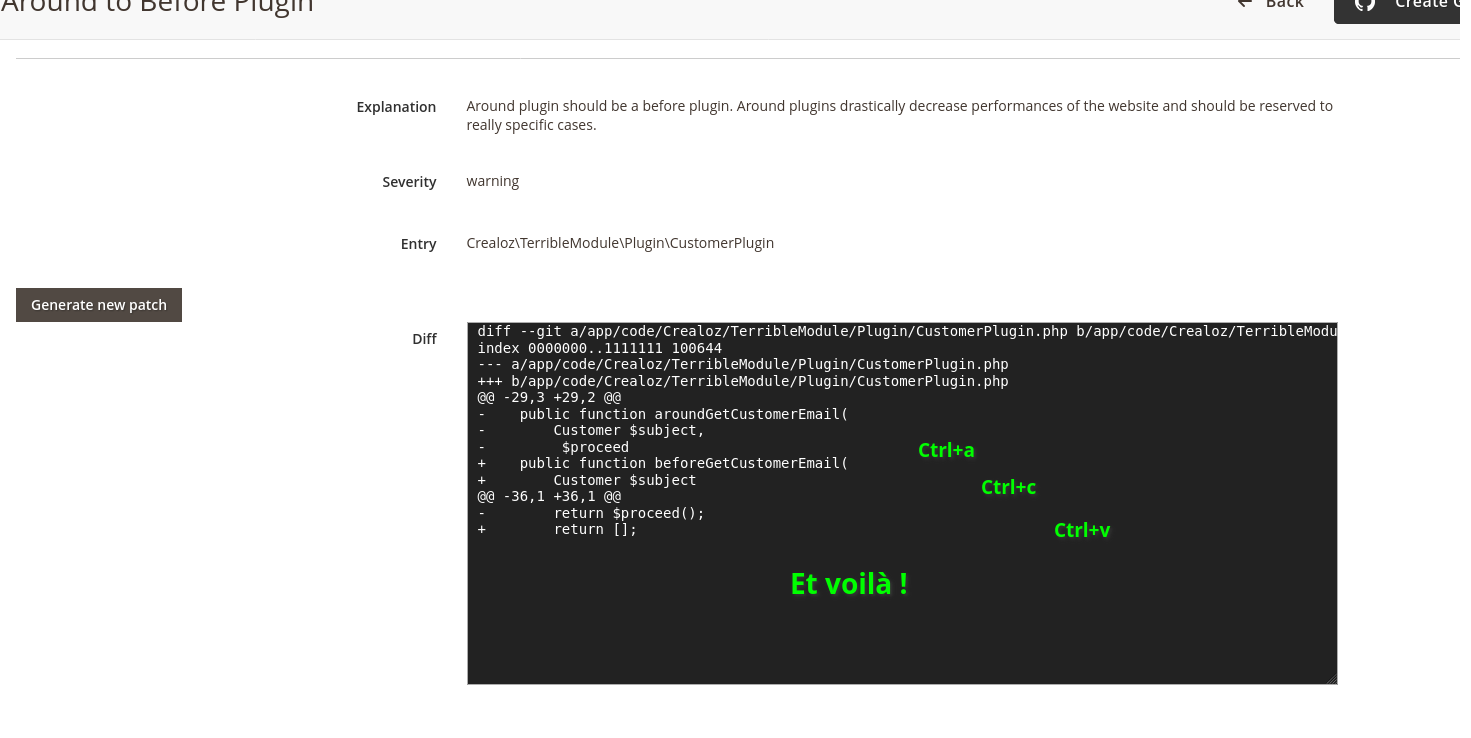 Around to Before Plugin
Back
Create G
Explanation
Around plugin should be a before plugin. Around plugins drastically decrease performances of the website and should be reserved to
really specific cases.
Severity
warning
Entry
Crealoz\TerribleModule\Plugin\CustomerPlugin
Generate new patch
Diff
diff --git a/app/code/Crealoz/TerribleModule/Plugin/CustomerPlugin.php b/app/code/Crealoz/TerribleModu
index 0000000..1111111 100644
--- a/app/code/Crealoz/TerribleModule/Plugin/CustomerPlugin.php
+++ b/app/code/Crealoz/TerribleModule/Plugin/CustomerPlugin.php
@@ -29,3 +29,2 @@
-    public function aroundGetCustomerEmail(
-        Customer $subject,
-         $proceed
+    public function beforeGetCustomerEmail(
+        Customer $subject
@@ -36,1 +36,1 @@
-        return $proceed();
+        return [];
Ctrl+a
Ctrl+c
Ctrl+v
Et voilà !